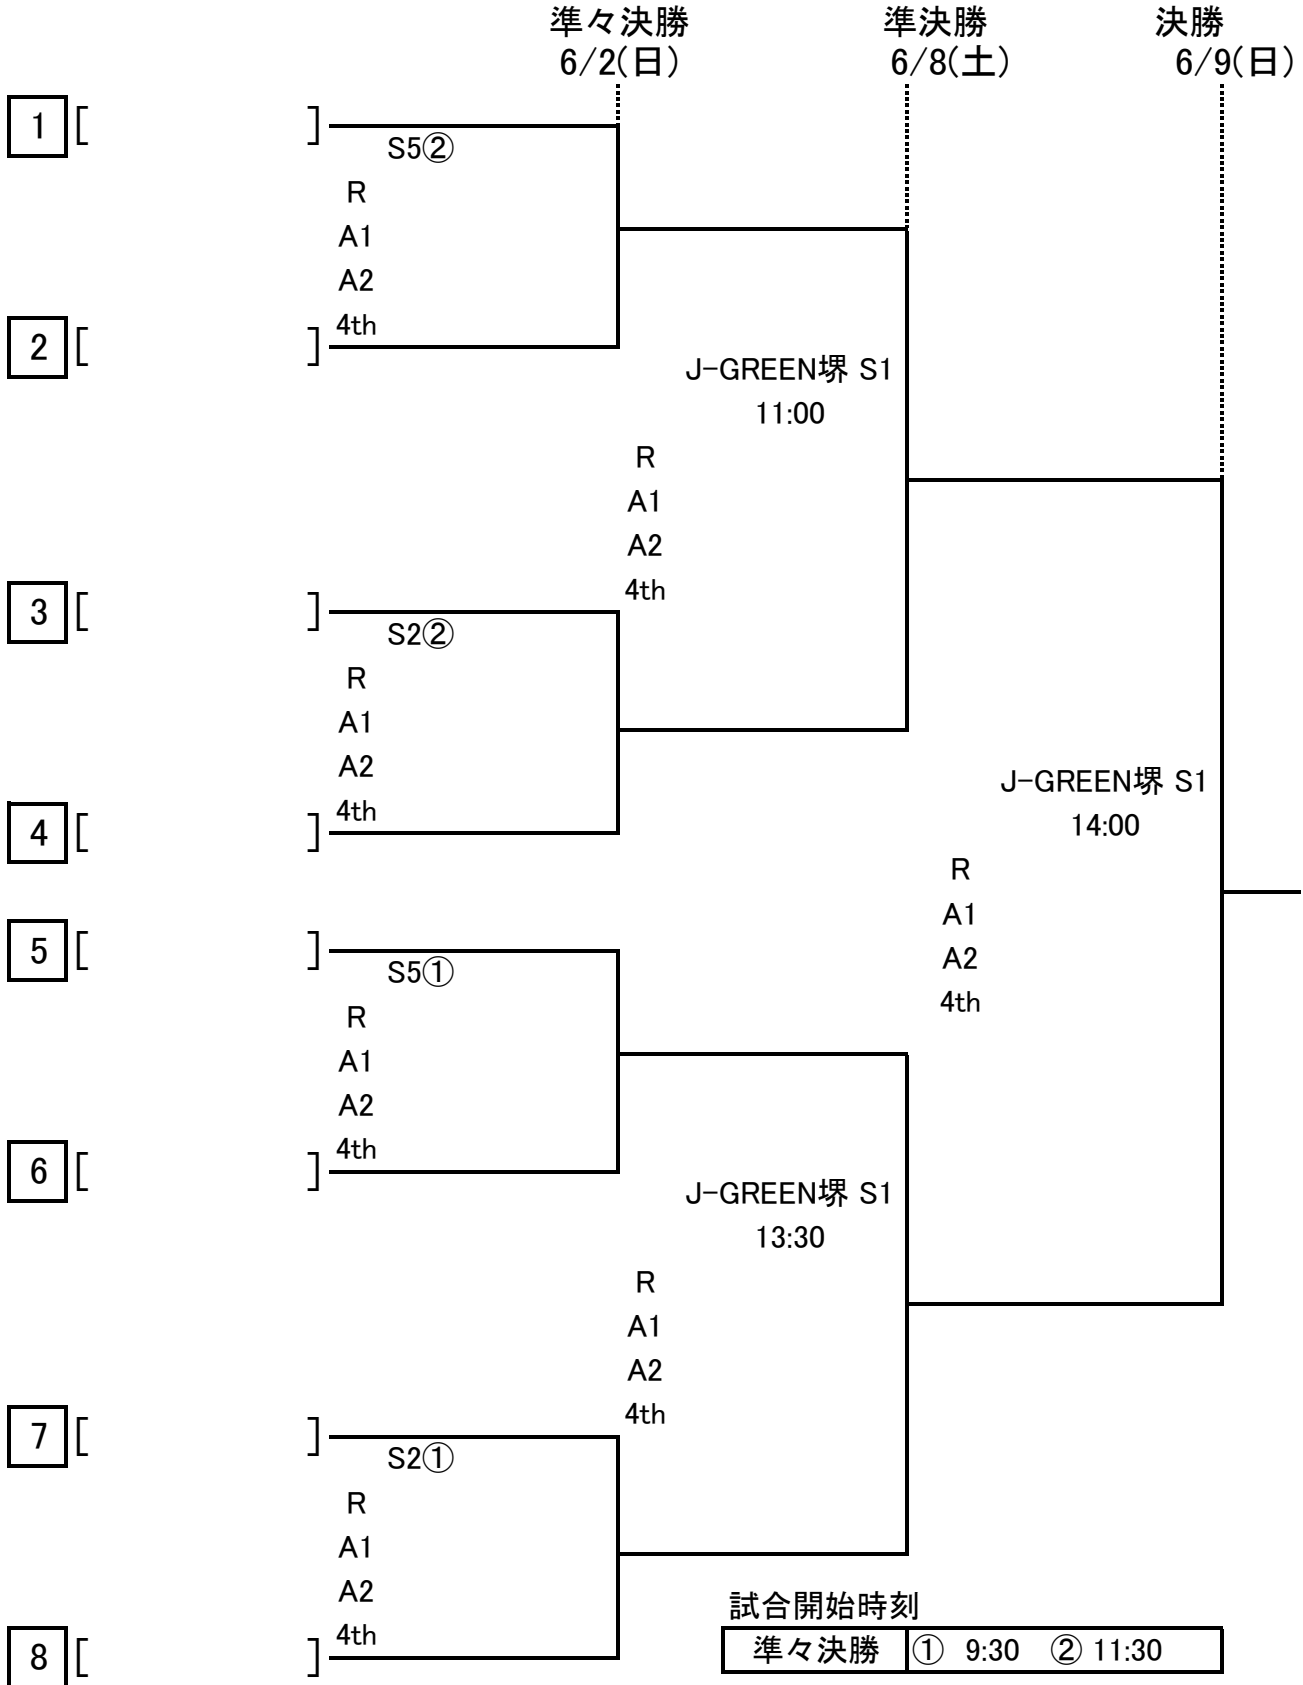 準々決勝 準決勝 決勝
6/2(日) 6/8(土) 6/9(日)
1 [ ]
S5②
R
A1
A2
4th
2 [ ]
J-GREEN堺 S1
11:00
R
A1
A2
4th
3 [ ]
S2②
R
A1
A2
4th
4 [ ]
J-GREEN堺 S1
14:00
R
A1
A2
4th
5 [ ]
S5①
R
A1
A2
4th
6 [ ]
J-GREEN堺 S1
13:30
R
A1
A2
4th
7 [ ]
S2①
R
A1
A2
4th
8 [ ]
試合開始時刻
準々決勝 ① 9:30 ② 11:30